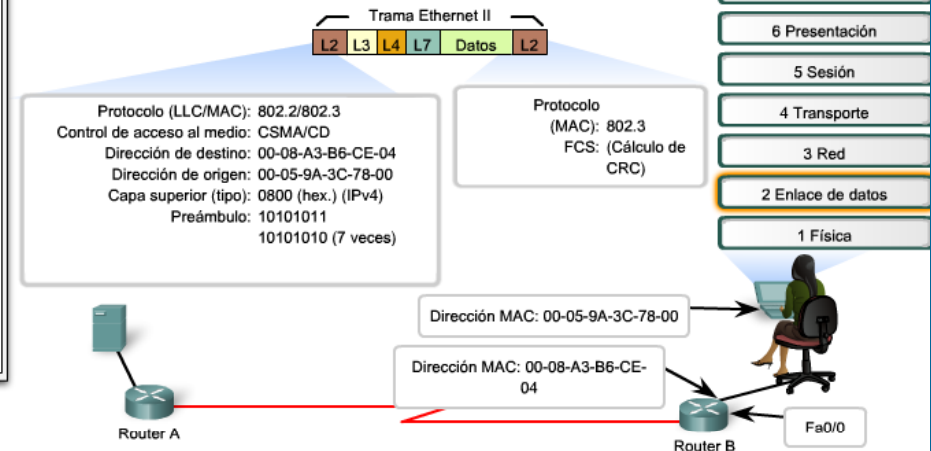 Trama Ethernet II
L2 L3 L4 L7 Datos L2
Protocolo (LLC/MAC): 802.2/802.3
Control de acceso al medio: CSMA/CD
Dirección de destino: 00-08-A3-B6-CE-04
Dirección de origen: 00-05-9A-3C-78-00
Capa superior (tipo): 0800 (hex.) (IPv4)
Preámbulo: 10101011
10101010 (7 veces)
Protocolo
(MAC): 802.3
FCS: (Cálculo de
CRC)
6 Presentación
5 Sesión
4 Transporte
3 Red
2 Enlace de datos
1 Física
Dirección MAC: 00-05-9A-3C-78-00
Dirección MAC: 00-08-A3-B6-CE-
04
Fa0/0
Router A
Router B